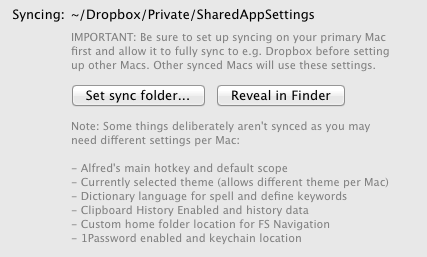 Syncing: ~/Dropbox/Private/SharedAppSettings
IMPORTANT: Be sure to set up syncing on your primary Mac
first and allow it to fully sync to e.g. Dropbox before setting
up other Macs. Other synced Macs will use these settings.
Set sync folder... Reveal in Finder
Note: Some things deliberately aren't synced as you may
need different settings per Mac:
- Alfred's main hotkey and default scope
- Currently selected theme (allows different theme per Mac)
- Dictionary language for spell and define keywords
- Clipboard History Enabled and history data
- Custom home folder location for FS Navigation
- 1Password enabled and keychain location